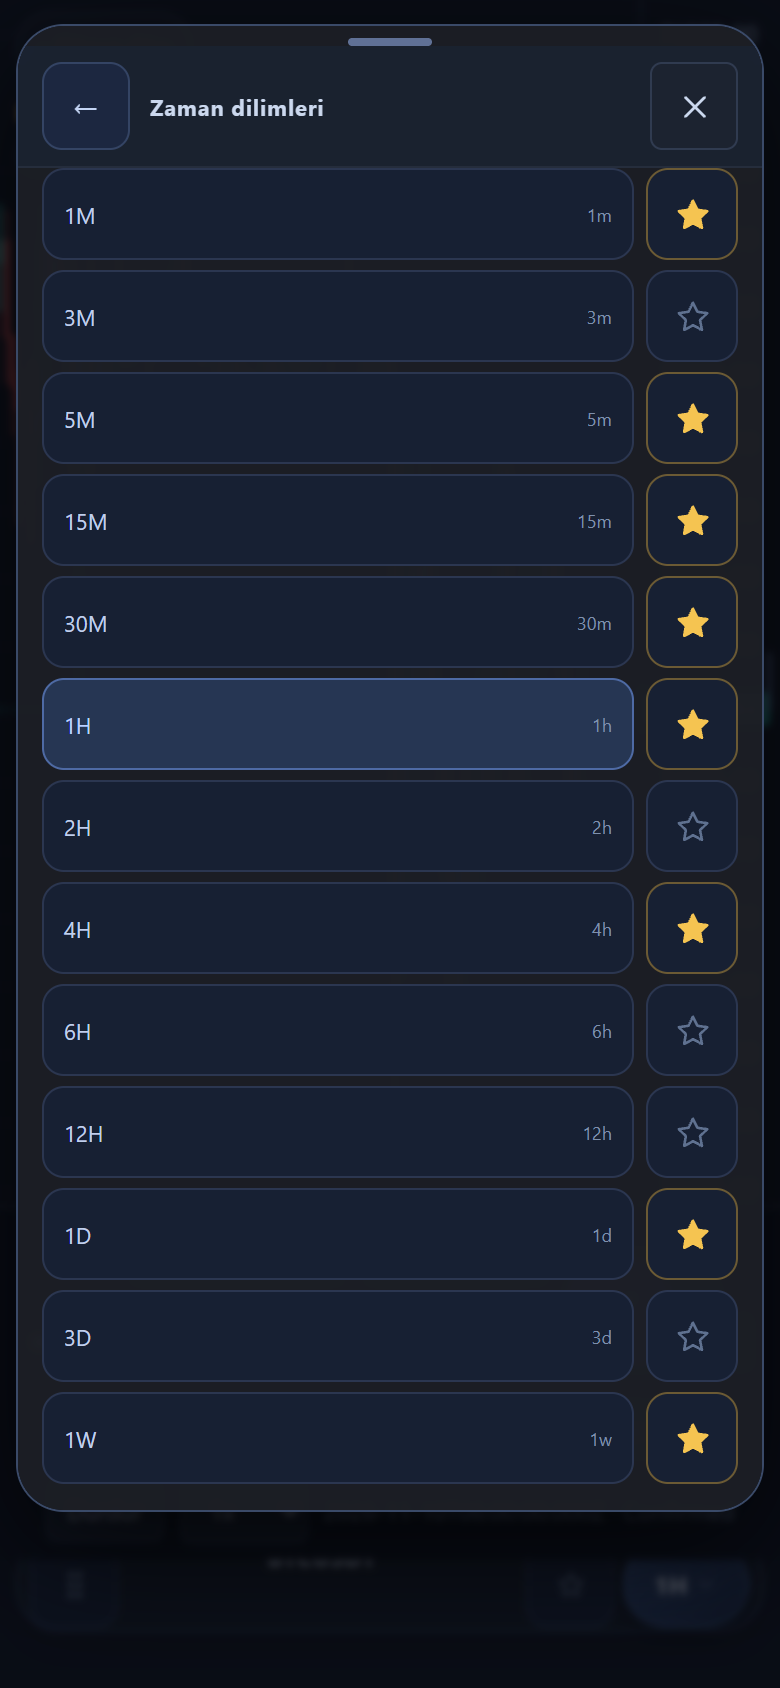 ← Zaman dilimleri ×
1M 1m
3M 3m
5M 5m
15M 15m
30M 30m
1H 1h
2H 2h
4H 4h
6H 6h
12H 12h
1D 1d
3D 3d
1W 1w